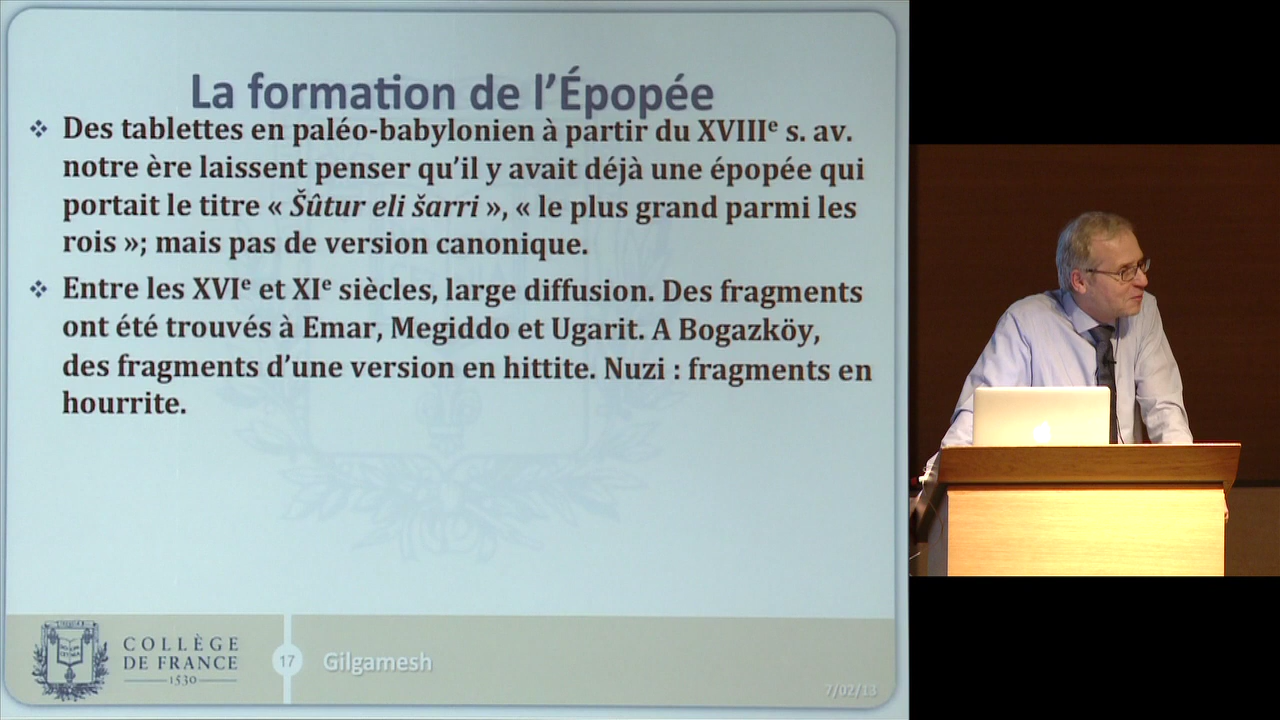 La formation de l’Épopée
❖ Des tablettes en paléo-babylonien à partir du XVIIIᵉ s. av.
notre ère laissent penser qu’il y avait déjà une épopée qui
portait le titre « Šûtur eli šarri », « le plus grand parmi les
rois »; mais pas de version canonique.
❖ Entre les XVIᵉ et XIᵉ siècles, large diffusion. Des fragments
ont été trouvés à Emar, Megiddo et Ugarit. A Bogazköy,
des fragments d’une version en hittite. Nuzi : fragments en
hourrite.
COLLÈGE
DE FRANCE
1530
17
Gilgamesh
7/02/13